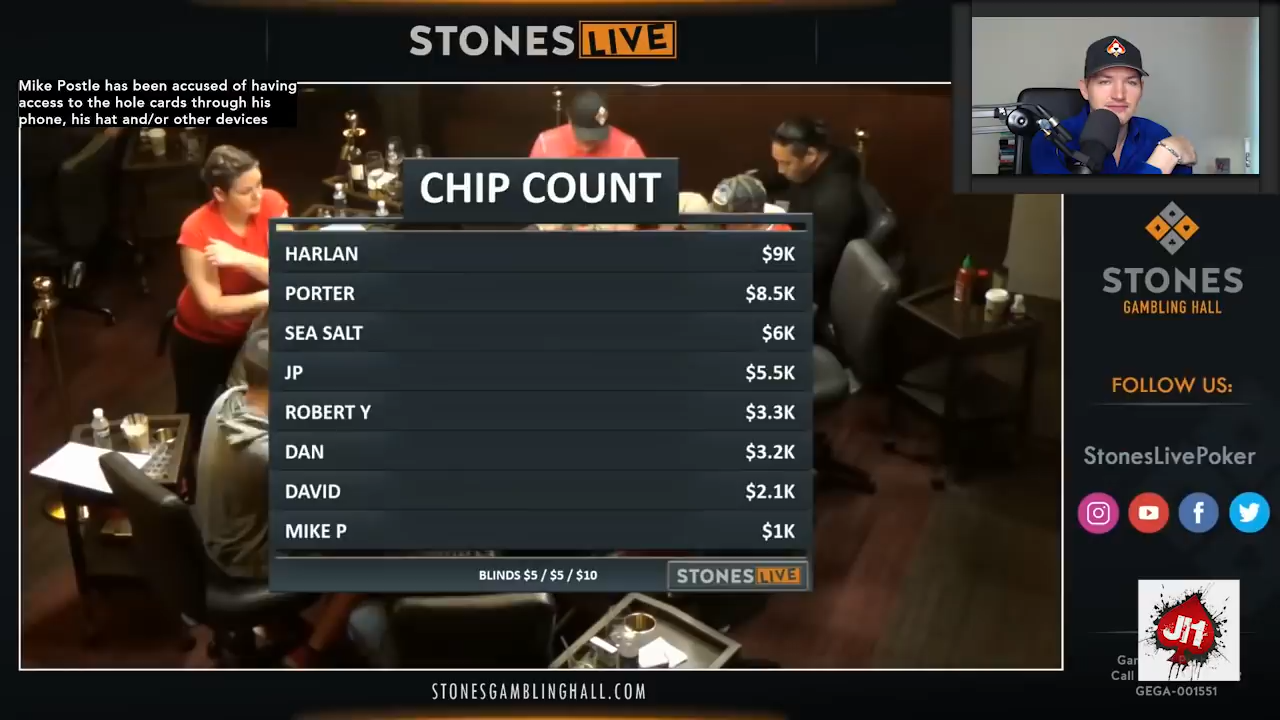 STONES LIVE
Mike Postle has been accused of having
access to the hole cards through his
phone, his hat and/or other devices
CHIP COUNT
HARLAN $9K
PORTER $8.5K
SEA SALT $6K
JP $5.5K
ROBERT Y $3.3K
DAN $3.2K
DAVID $2.1K
MIKE P $1K
BLINDS $5 / $5 / $10
STONES LIVE
STONES
GAMBLING HALL
FOLLOW US:
StonesLivePoker
J1
Call
GEGA-001551
STONESGAMBLINGHALL.COM